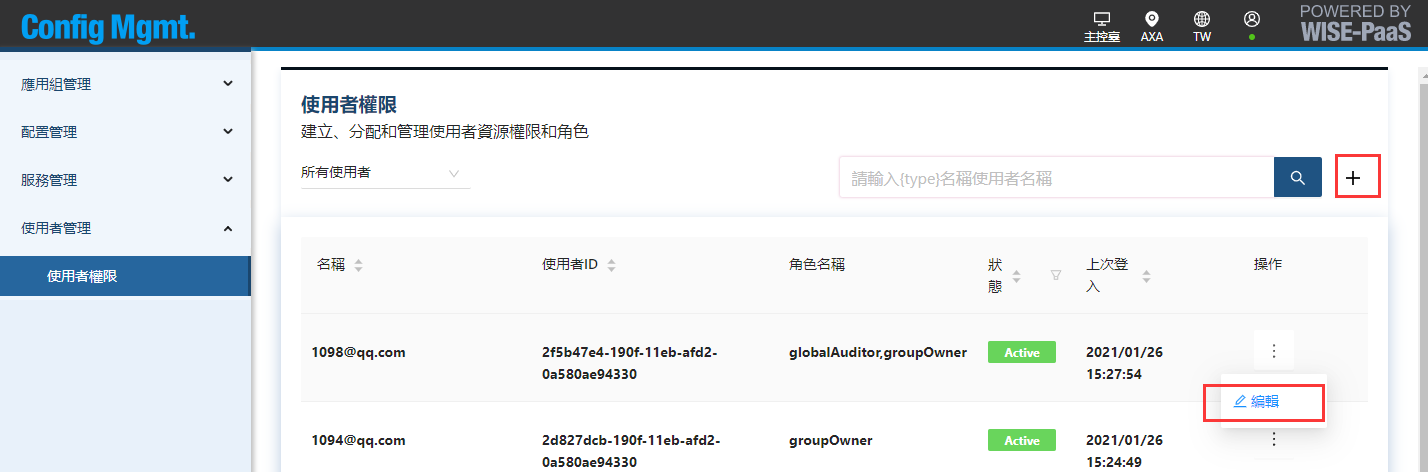 Config Mgmt.
主控臺
AXA
TW
POWERED BY
WISE-PaaS
應用組管理
配置管理
服務管理
使用者管理
使用者權限
使用者權限
建立、分配和管理使用者資源權限和角色
所有使用者
請輸入{type}名稱使用者名稱
名稱
使用者ID
角色名稱
狀
態
上次登
入
操作
1098@qq.com
2f5b47e4-190f-11eb-afd2-
0a580ae94330
globalAuditor,groupOwner
Active
2021/01/26
15:27:54
編輯
1094@qq.com
2d827dcb-190f-11eb-afd2-
0a580ae94330
groupOwner
Active
2021/01/26
15:24:49